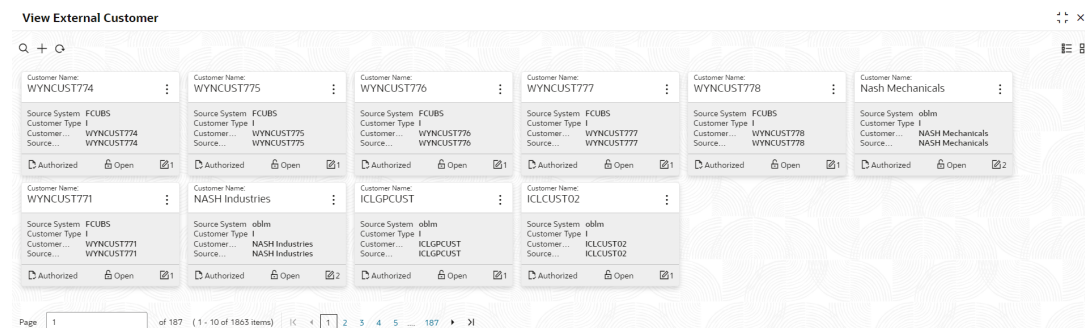 View External Customer
Customer Name:
WYNCUST774
Source System FCUBS
Customer Type I
Customer... WYNCUST774
Source... WYNCUST774
Authorized Open 1
Customer Name:
WYNCUST775
Source System FCUBS
Customer Type I
Customer... WYNCUST775
Source... WYNCUST775
Authorized Open 1
Customer Name:
WYNCUST776
Source System FCUBS
Customer Type I
Customer... WYNCUST776
Source... WYNCUST776
Authorized Open 1
Customer Name:
WYNCUST777
Source System FCUBS
Customer Type I
Customer... WYNCUST777
Source... WYNCUST777
Authorized Open 1
Customer Name:
WYNCUST778
Source System FCUBS
Customer Type I
Customer... WYNCUST778
Source... WYNCUST778
Authorized Open 1
Customer Name:
Nash Mechanicals
Source System oblm
Customer Type I
Customer... NASH Mechanicals
Source... NASH Mechanicals
Authorized Open 2
Customer Name:
WYNCUST771
Source System FCUBS
Customer Type I
Customer... WYNCUST771
Source... WYNCUST771
Authorized Open 1
Customer Name:
NASH Industries
Source System oblm
Customer Type I
Customer... NASH Industries
Source... NASH Industries
Authorized Open 2
Customer Name:
ICLGPCUST
Source System oblm
Customer Type I
Customer... ICLGPCUST
Source... ICLGPCUST
Authorized Open 1
Customer Name:
ICLCUST02
Source System oblm
Customer Type I
Customer... ICLCUST02
Source... ICLCUST02
Authorized Open 1
Page 1 of 187 (1 - 10 of 1863 items) 1 2 3 4 5 ... 187